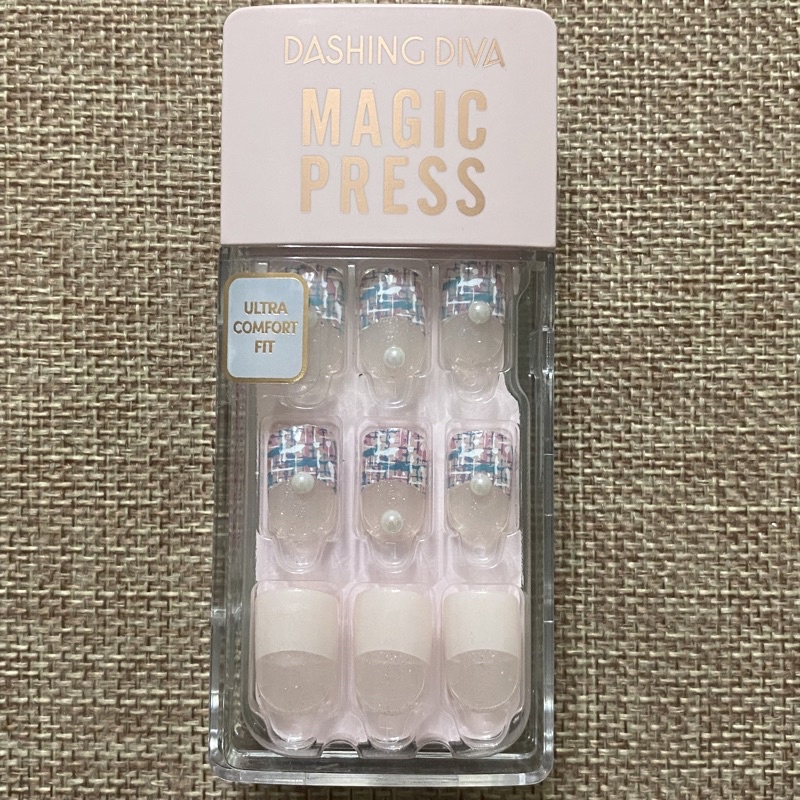 DASHING DIVA
MAGIC
PRESS
ULTRA
COMFORT
FIT